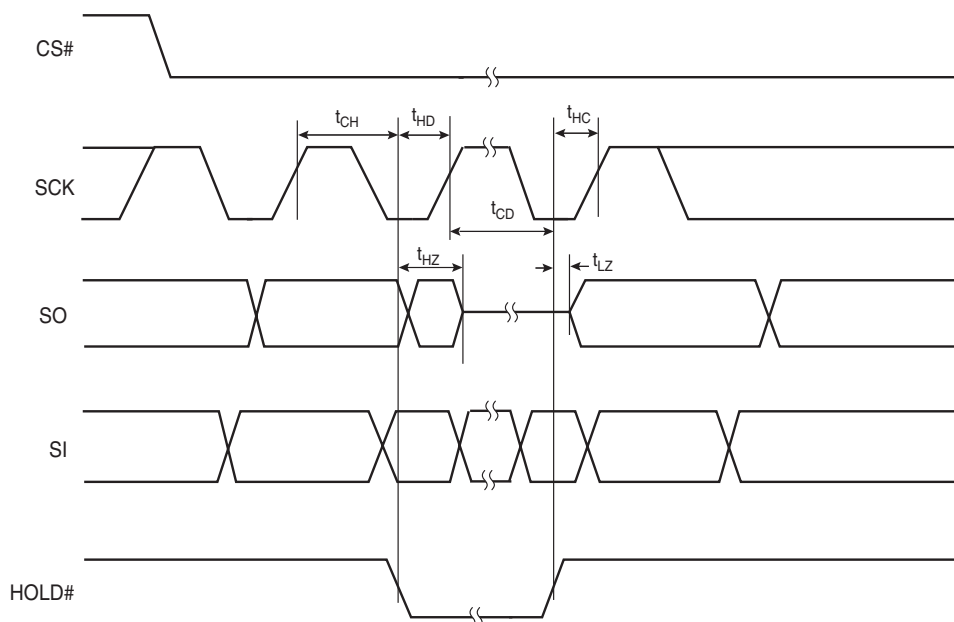 CS#
tCH
tHD
tHC
SCK
tCD
tHZ
tLZ
SO
SI
HOLD#